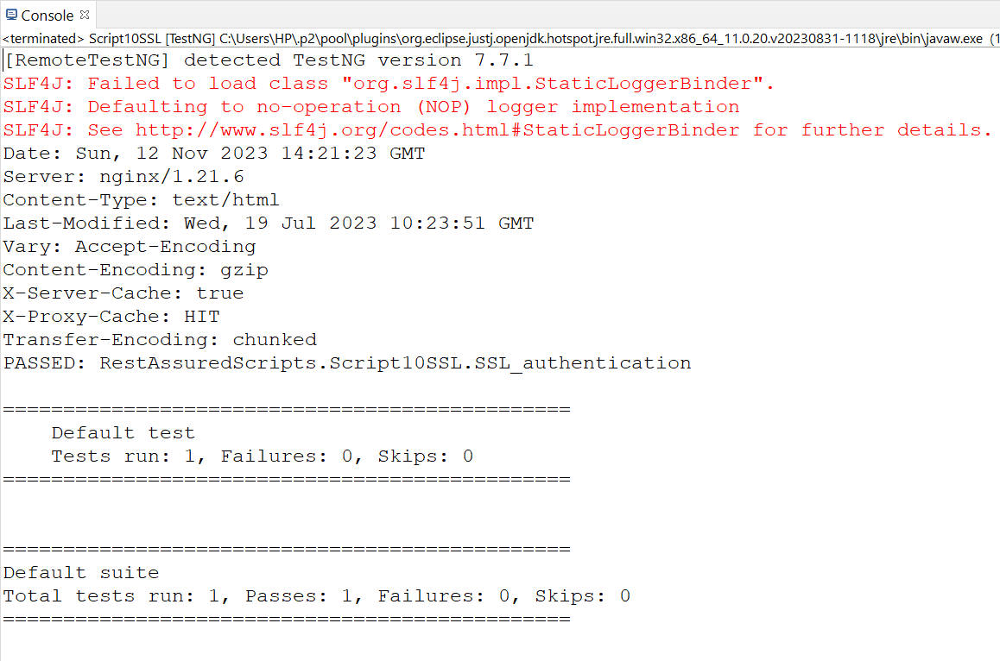 Console
<terminated> Script10SSL [TestNG] C:\Users\HP\.p2\pool\plugins\org.eclipse.justj.openjdk.hotspot.jre.full.win32.x86_64_11.0.20.v20230831-1118\jre\bin\javaw.exe (1
[RemoteTestNG] detected TestNG version 7.7.1
SLF4J: Failed to load class "org.slf4j.impl.StaticLoggerBinder".
SLF4J: Defaulting to no-operation (NOP) logger implementation
SLF4J: See http://www.slf4j.org/codes.html#StaticLoggerBinder for further details.
Date: Sun, 12 Nov 2023 14:21:23 GMT
Server: nginx/1.21.6
Content-Type: text/html
Last-Modified: Wed, 19 Jul 2023 10:23:51 GMT
Vary: Accept-Encoding
Content-Encoding: gzip
X-Server-Cache: true
X-Proxy-Cache: HIT
Transfer-Encoding: chunked
PASSED: RestAssuredScripts.Script10SSL.SSL_authentication
===============================================
Default test
Tests run: 1, Failures: 0, Skips: 0
===============================================
===============================================
Default suite
Total tests run: 1, Passes: 1, Failures: 0, Skips: 0
===============================================